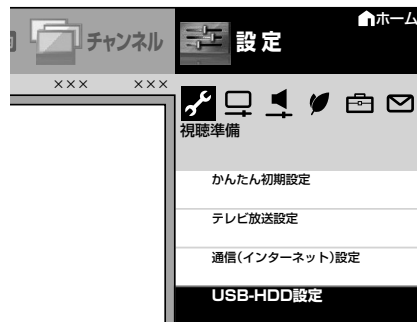 ホーム
チャンネル
設定
××× ×××
視聴準備
かんたん初期設定
テレビ放送設定
通信(インターネット)設定
USB-HDD設定